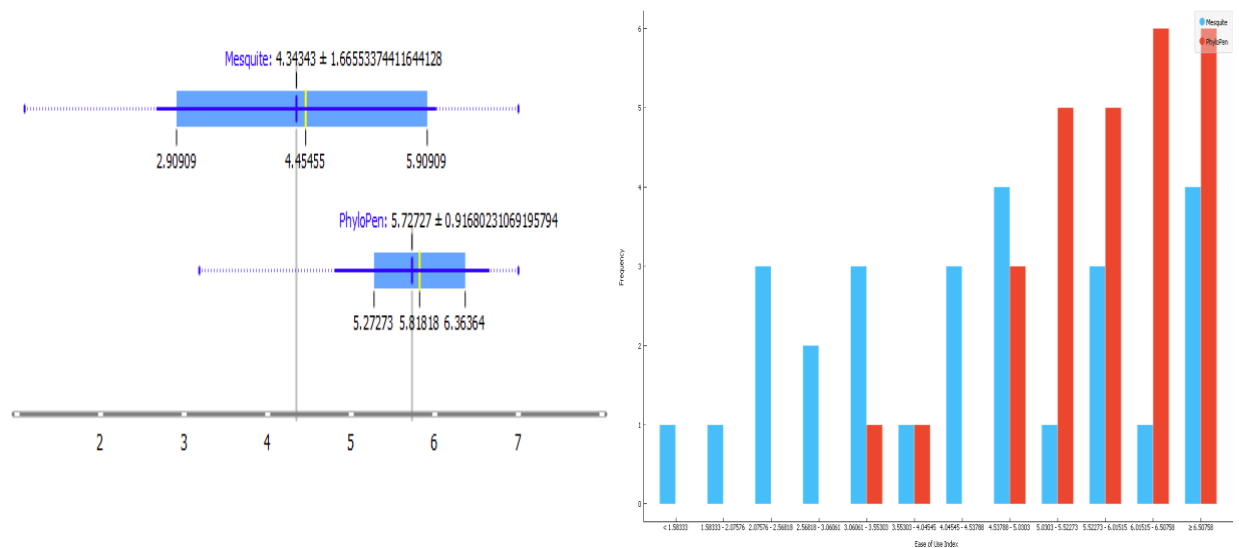 Mesquite: 4.34343 ± 1.66553374411644128
2.90909 4.45455 5.90909
PhyloPen: 5.72727 ± 0.91680231069195794
5.27273 5.81818 6.36364
2 3 4 5 6 7
Mesquite
PhyloPen
6
5
4
3
2
1
0
Frequency
< 1.58333 1.58333 - 2.07576 2.07576 - 2.56818 2.56818 - 3.06061 3.06061 - 3.55303 3.55303 - 4.04545 4.04545 - 4.53788 4.53788 - 5.0303 5.0303 - 5.52273 5.52273 - 6.01515 6.01515 - 6.50758 ≥ 6.50758
Ease of Use Index